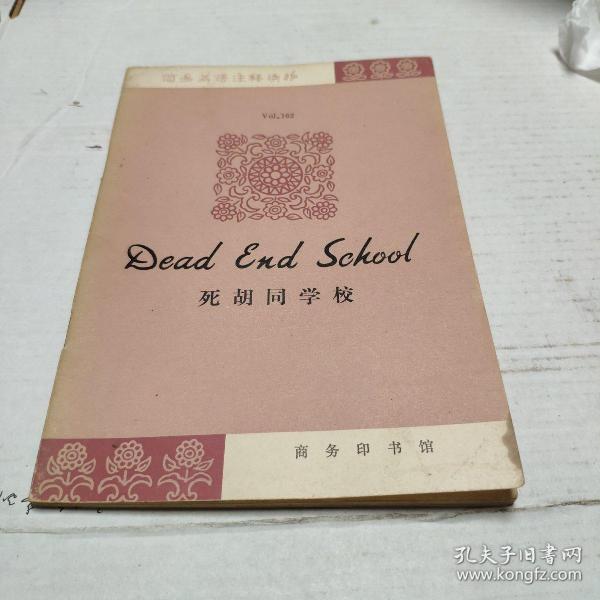 简易英语注释读物
Vol. 102
Dead End School
死胡同学校
商务印书馆
孔夫子旧书网
www.kongfz.com